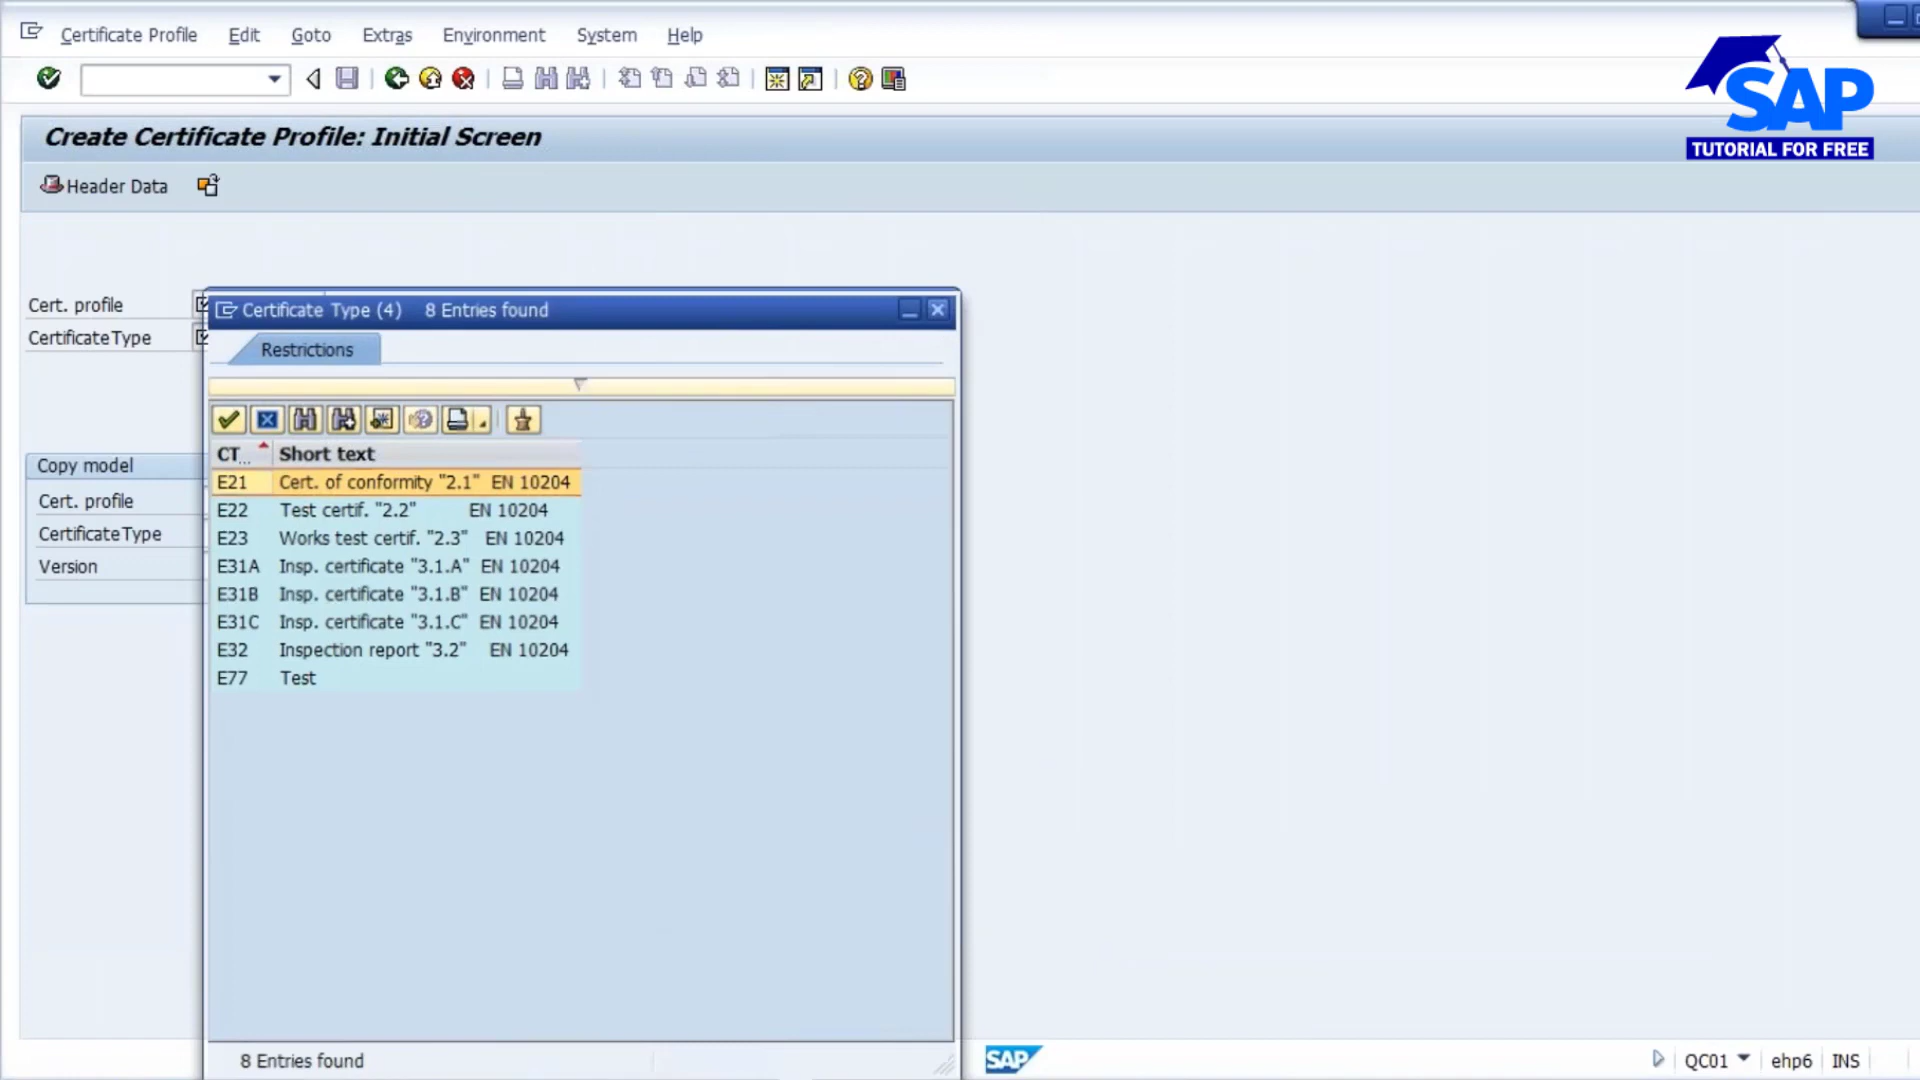 Certificate Profile Edit Goto Extras Environment System Help
SAP
TUTORIAL FOR FREE
Create Certificate Profile: Initial Screen
Header Data
Cert. profile
CertificateType
Certificate Type (4) 8 Entries found
Restrictions
CT... Short text
E21 Cert. of conformity "2.1" EN 10204
E22 Test certif. "2.2" EN 10204
E23 Works test certif. "2.3" EN 10204
E31A Insp. certificate "3.1.A" EN 10204
E31B Insp. certificate "3.1.B" EN 10204
E31C Insp. certificate "3.1.C" EN 10204
E32 Inspection report "3.2" EN 10204
E77 Test
Copy model
Cert. profile
CertificateType
Version
8 Entries found
SAP
QC01 ehp6 INS